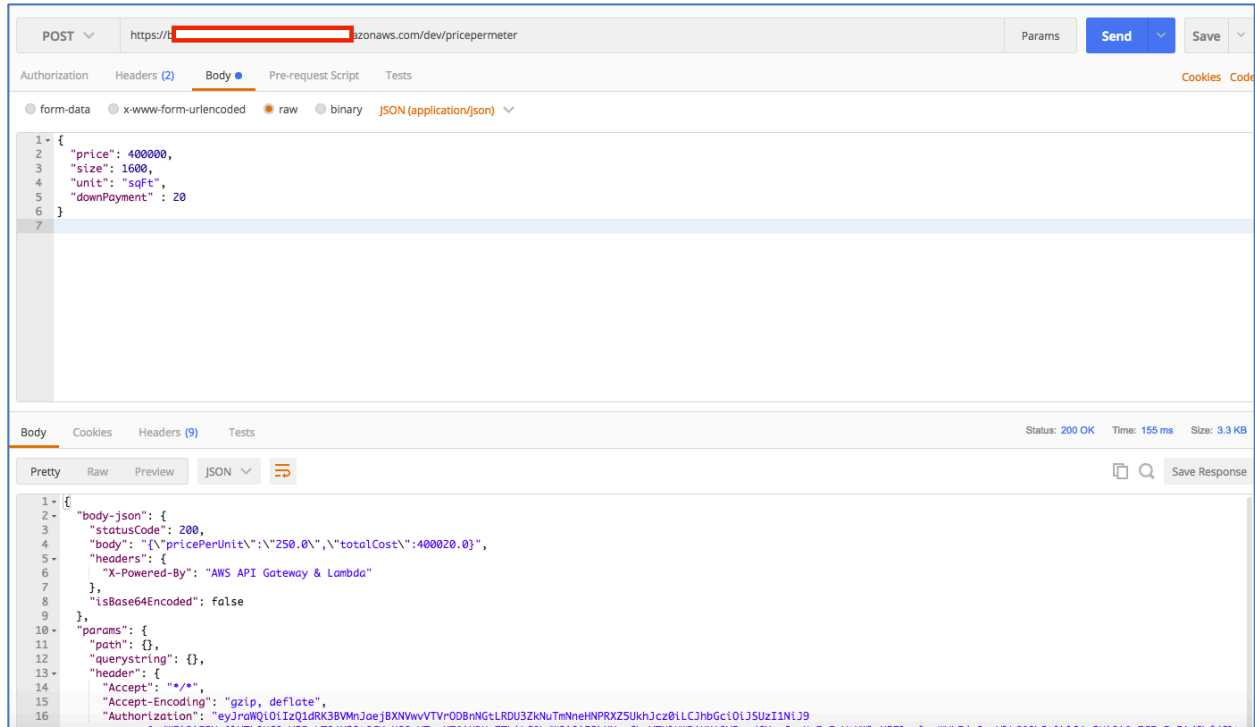 POST https://b azonaws.com/dev/pricepermeter Params Send Save
Authorization Headers (2) Body Pre-request Script Tests Cookies Code
form-data x-www-form-urlencoded raw binary JSON (application/json)
1 {
2 "price": 400000,
3 "size": 1600,
4 "unit": "sqFt",
5 "downPayment" : 20
6 }
7
Body Cookies Headers (9) Tests Status: 200 OK Time: 155 ms Size: 3.3 KB
Pretty Raw Preview JSON Save Response
1 {
2 "body-json": {
3 "statusCode": 200,
4 "body": "{\"pricePerUnit\":\"250.0\",\"totalCost\":400020.0}",
5 "headers": {
6 "X-Powered-By": "AWS API Gateway & Lambda"
7 },
8 "isBase64Encoded": false
9 },
10 "params": {
11 "path": {},
12 "querystring": {},
13 "header": {
14 "Accept": "*/*",
15 "Accept-Encoding": "gzip, deflate",
16 "Authorization":